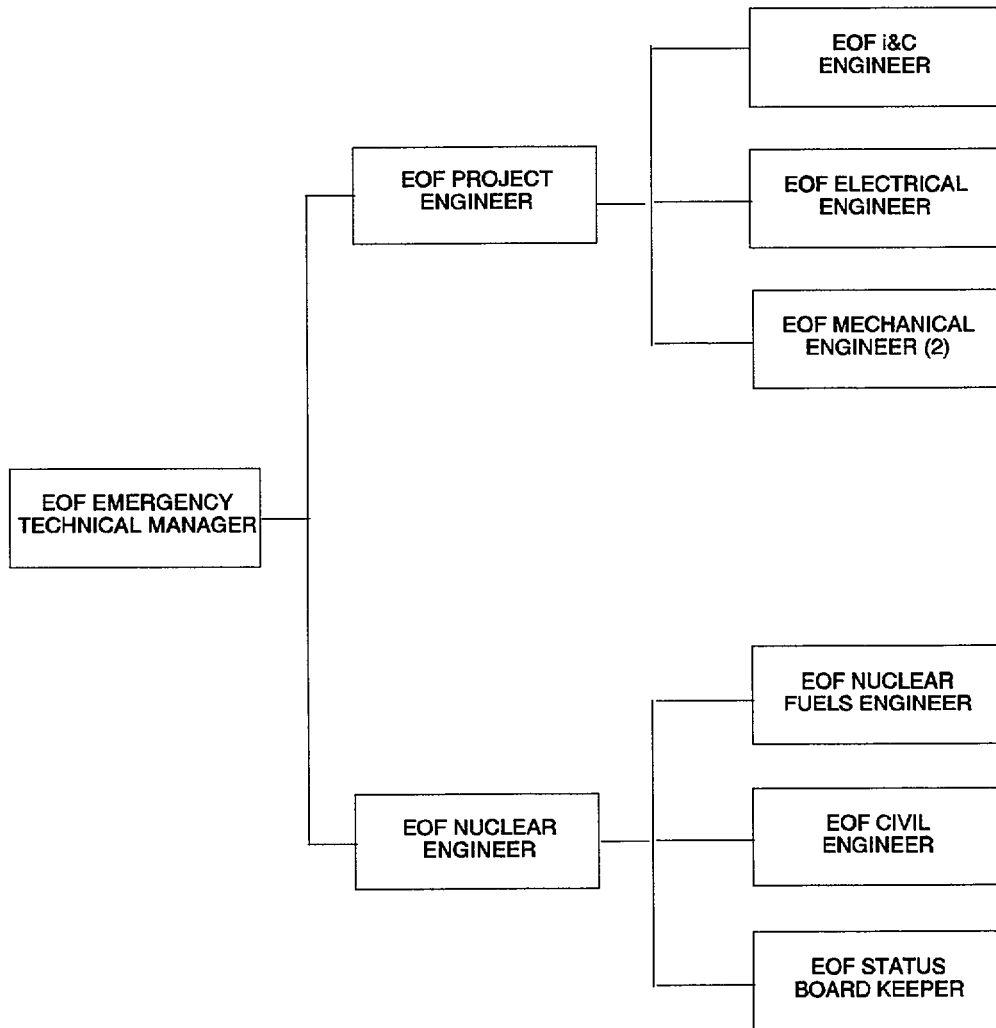 EOF i&C
ENGINEER
EOF PROJECT
ENGINEER
EOF ELECTRICAL
ENGINEER
EOF MECHANICAL
ENGINEER (2)
EOF EMERGENCY
TECHNICAL MANAGER
EOF NUCLEAR
FUELS ENGINEER
EOF NUCLEAR
ENGINEER
EOF CIVIL
ENGINEER
EOF STATUS
BOARD KEEPER